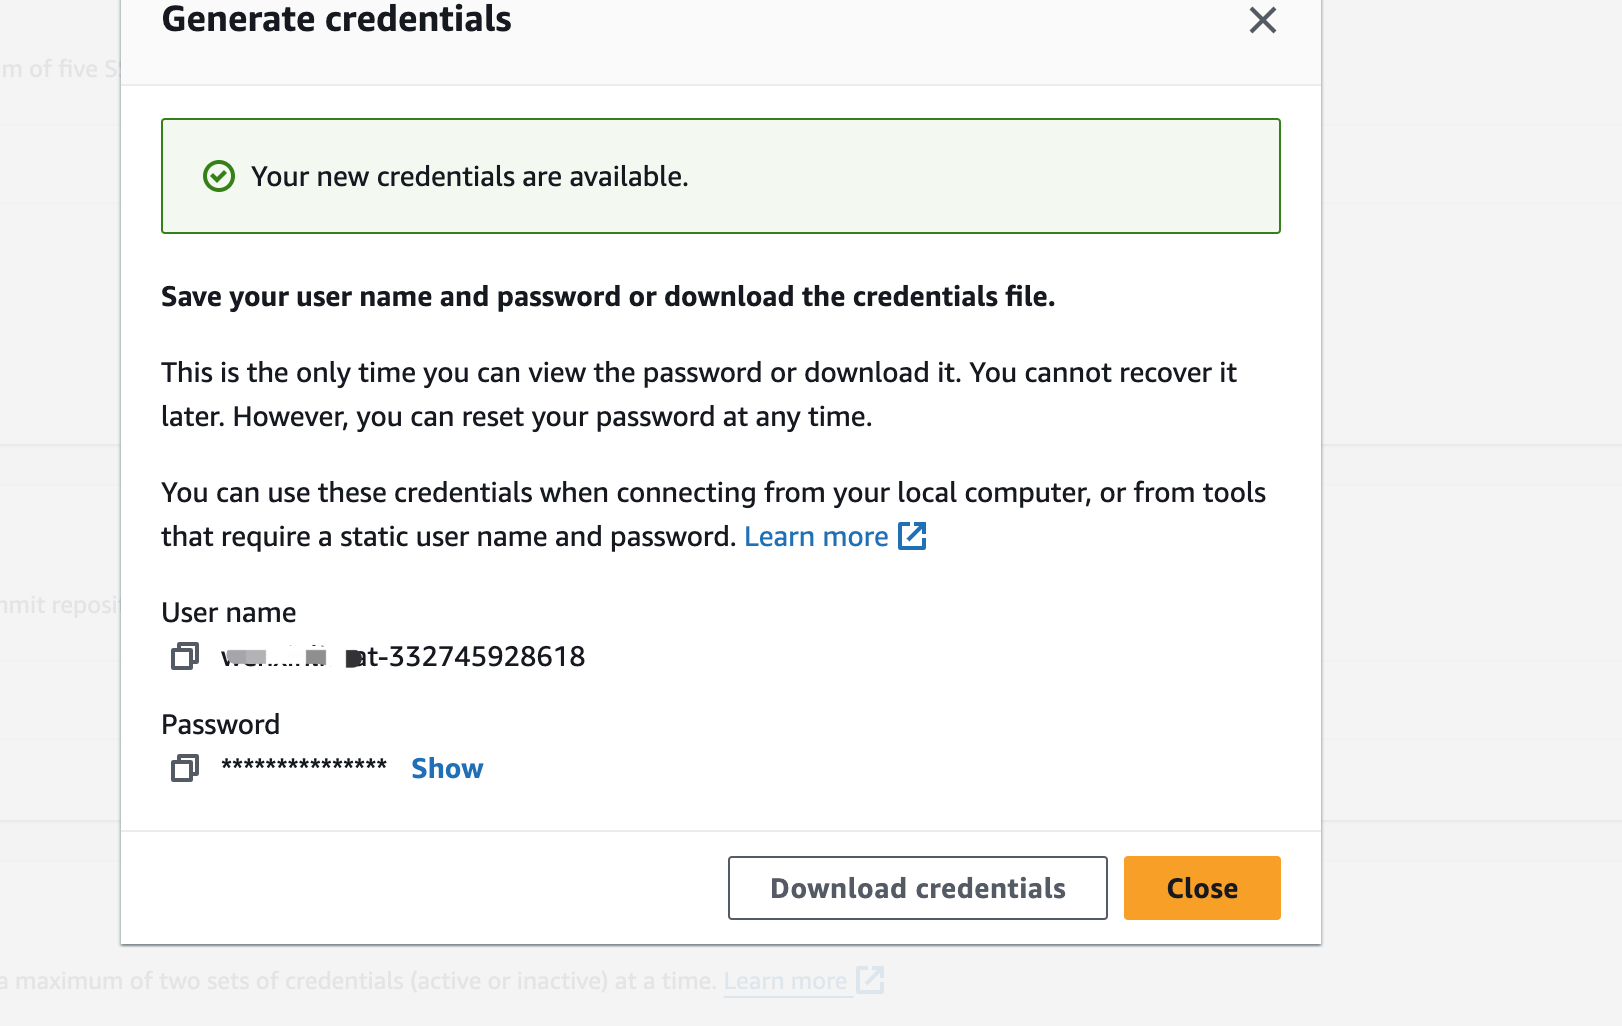 Generate credentials
m of five S
Your new credentials are available.
Save your user name and password or download the credentials file.
This is the only time you can view the password or download it. You cannot recover it
later. However, you can reset your password at any time.
You can use these credentials when connecting from your local computer, or from tools
that require a static user name and password. Learn more
mmit reposit
User name
at-332745928618
Password
*************** Show
Download credentials
Close
a maximum of two sets of credentials (active or inactive) at a time. Learn more